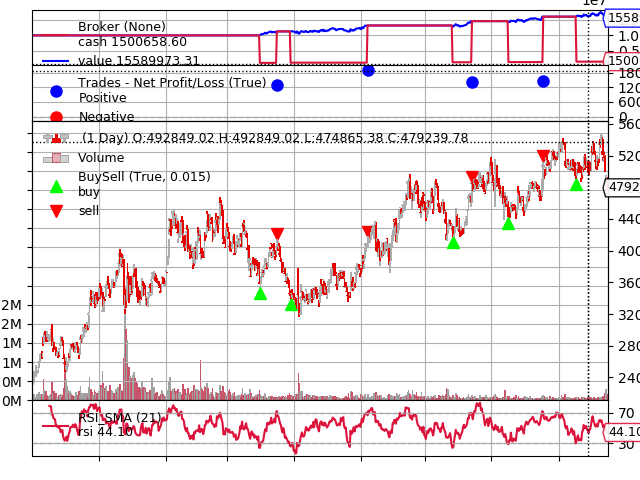 1e7
Broker (None)
cash 1500658.60
value 15589973.31
1558
1.0
0.5
1500
Trades - Net Profit/Loss (True)
Positive
Negative
1800
1200
600
0
560
(1 Day) O:492849.02 H:492849.02 L:474865.38 C:479239.78
Volume
BuySell (True, 0.015)
buy
sell
520
4792
440
400
360
320
280
240
2M
2M
1M
1M
0M
0M
RSI_SMA (21)
rsi 44.10
70
44.10
30